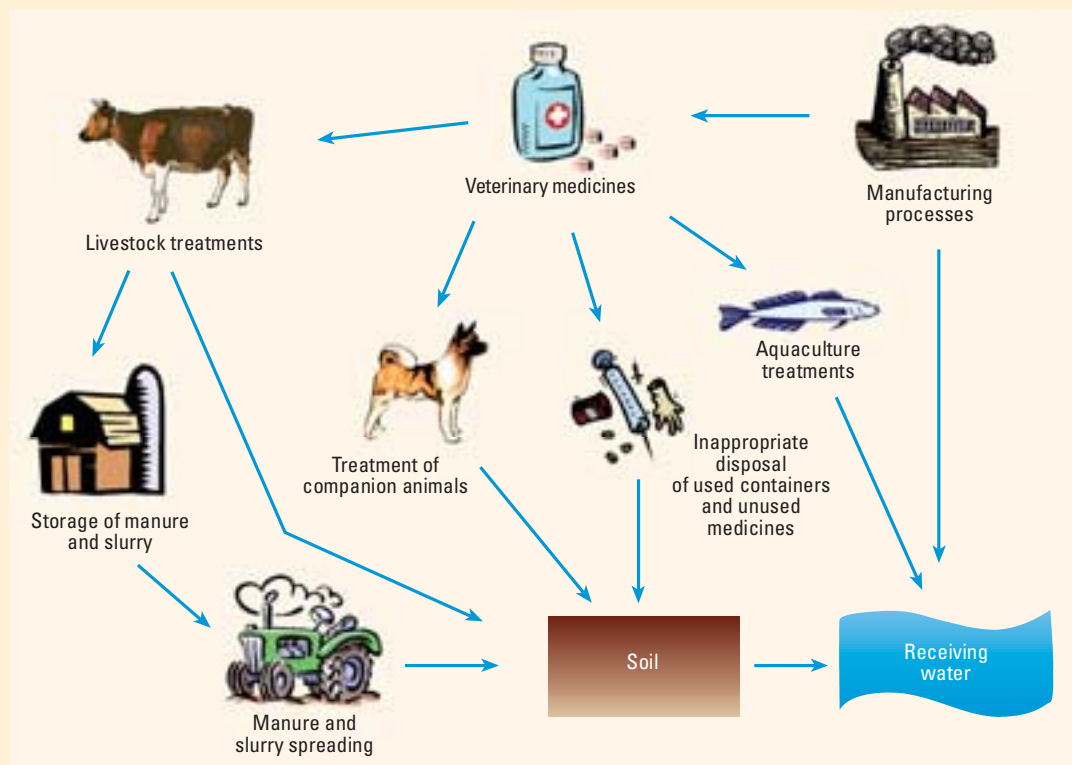 Veterinary medicines
Manufacturing
processes
Livestock treatments
Aquaculture
treatments
Treatment of
companion animals
Inappropriate
disposal
of used containers
and unused
medicines
Storage of manure
and slurry
Soil
Receiving
water
Manure and
slurry spreading